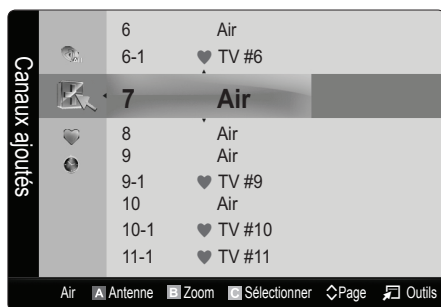 Canaux ajoutés
6 Air
6-1 ♥ TV #6
7 Air
8 Air
9 Air
9-1 ♥ TV #9
10 Air
10-1 ♥ TV #10
11-1 ♥ TV #11
Air A Antenne B Zoom C Sélectionner Page Outils